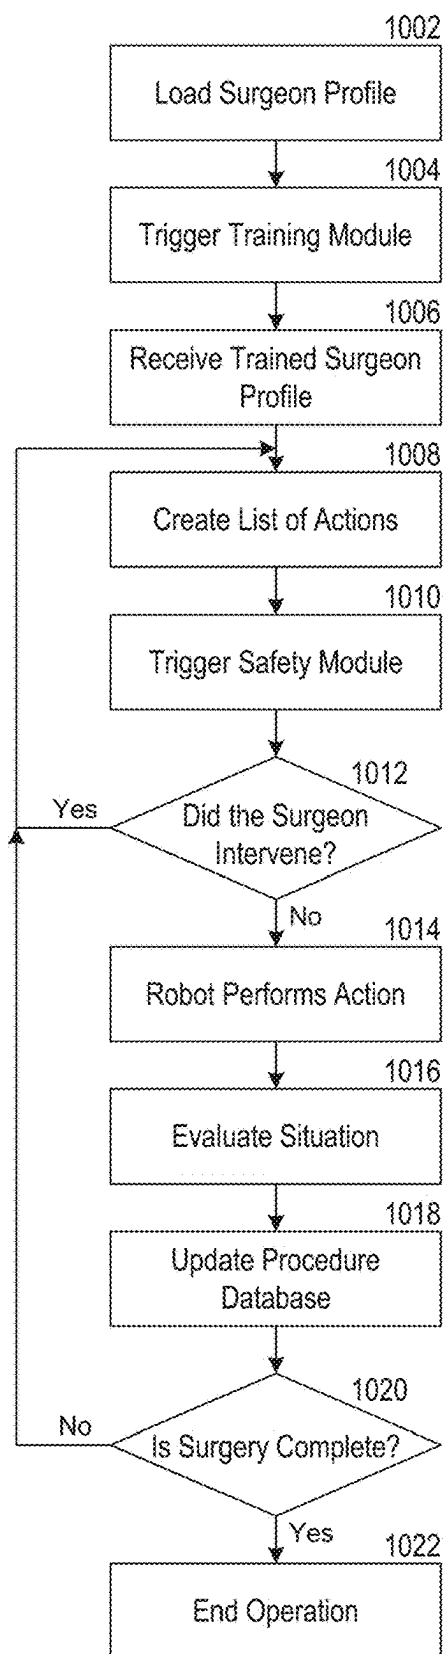 1002
Load Surgeon Profile
1004
Trigger Training Module
1006
Receive Trained Surgeon
Profile
1008
Create List of Actions
1010
Trigger Safety Module
1012
Yes
Did the Surgeon
Intervene?
No
1014
Robot Performs Action
1016
Evaluate Situation
1018
Update Procedure
Database
1020
No
Is Surgery Complete?
Yes
1022
End Operation